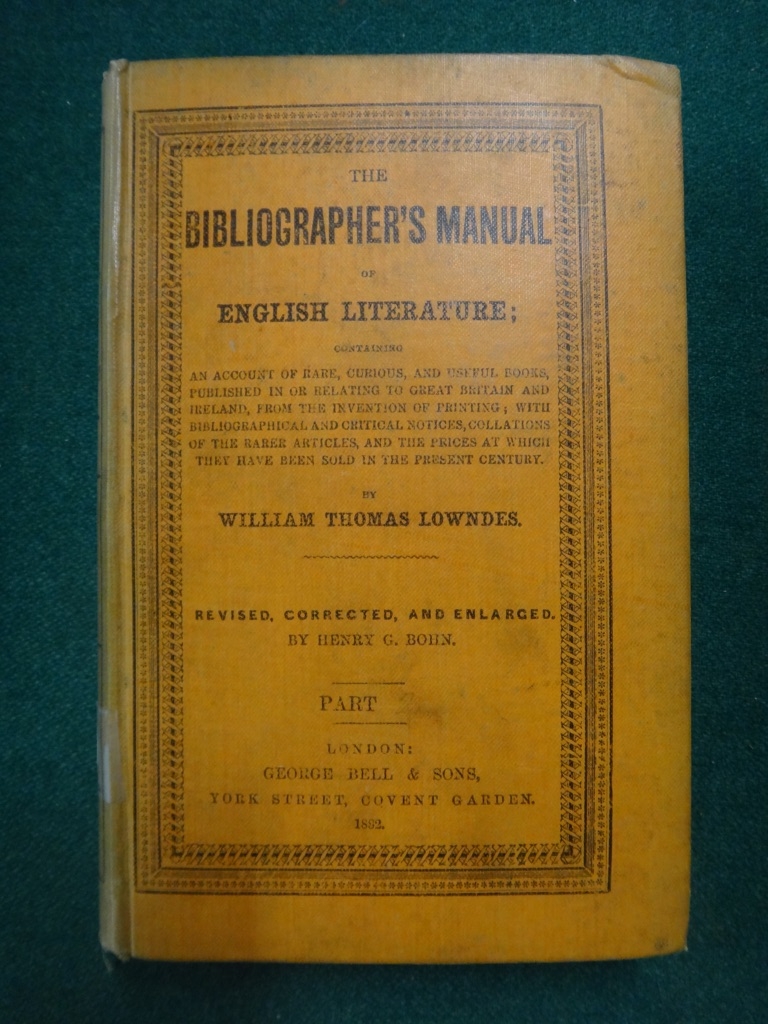 THE
BIBLIOGRAPHER'S MANUAL
OF
ENGLISH LITERATURE;
CONTAINING
AN ACCOUNT OF RARE, CURIOUS, AND USEFUL BOOKS,
PUBLISHED IN OR RELATING TO GREAT BRITAIN AND
IRELAND, FROM THE INVENTION OF PRINTING; WITH
BIBLIOGRAPHICAL AND CRITICAL NOTICES, COLLATIONS
OF THE RARER ARTICLES, AND THE PRICES AT WHICH
THEY HAVE BEEN SOLD IN THE PRESENT CENTURY.
BY
WILLIAM THOMAS LOWNDES.
REVISED, CORRECTED, AND ENLARGED.
BY HENRY G. BOHN.
PART
LONDON:
GEORGE BELL & SONS,
YORK STREET, COVENT GARDEN.
1882.